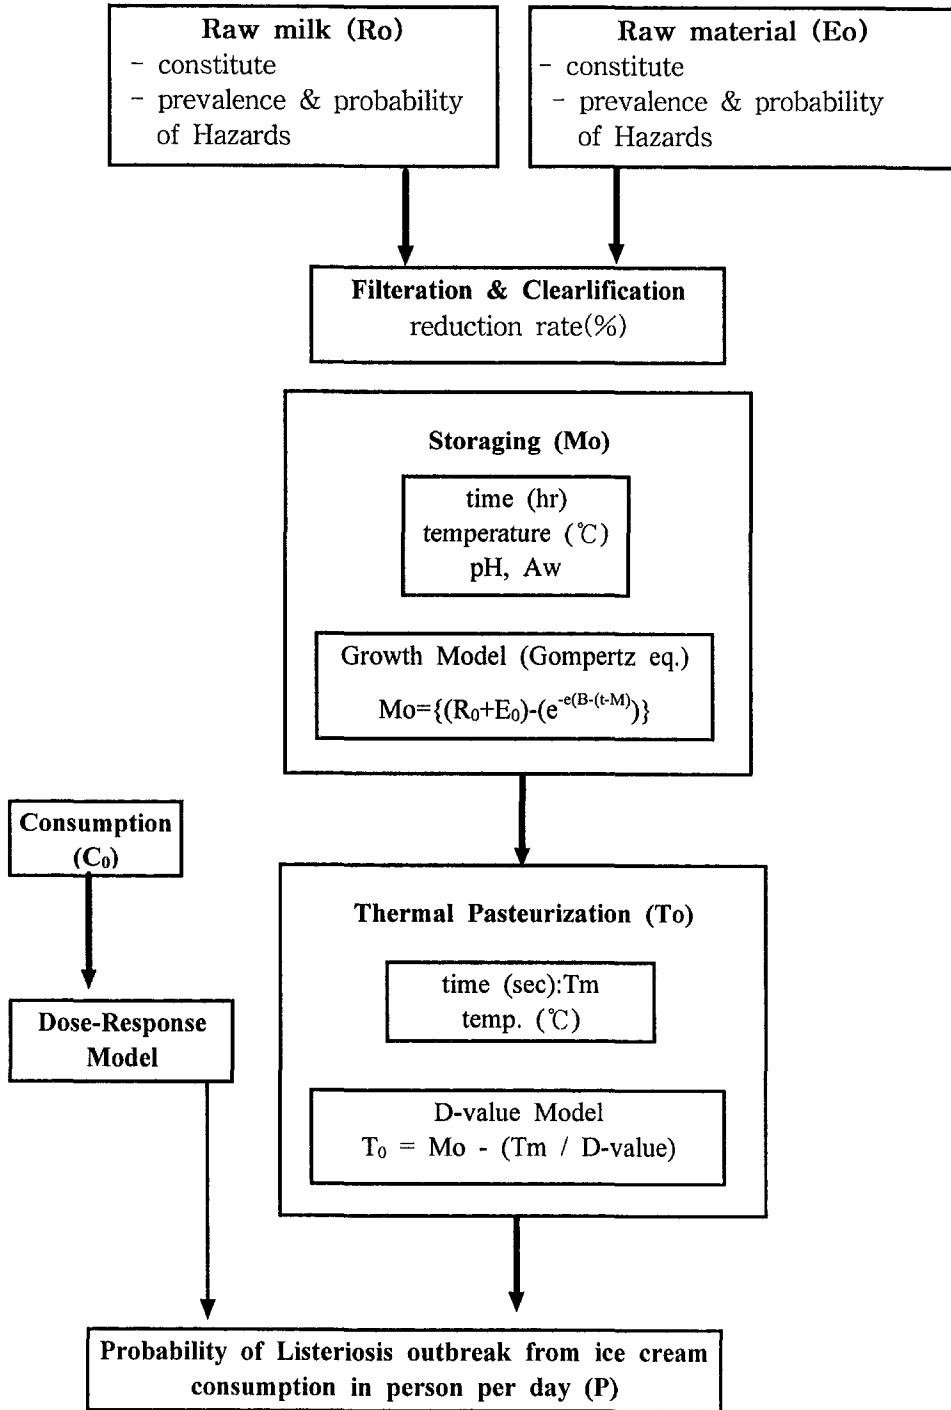 Raw milk (Ro)
- constitute
- prevalence & probability
of Hazards
Raw material (Eo)
- constitute
- prevalence & probability
of Hazards
Filteration & Clearlification
reduction rate(%)
Storaging (Mo)
time (hr)
temperature (℃)
pH, Aw
Growth Model (Gompertz eq.)
Mo={(R₀+E₀)-(e^-e(B-(t-M)))}
Consumption
(C₀)
Dose-Response
Model
Thermal Pasteurization (To)
time (sec):Tm
temp. (℃)
D-value Model
T₀ = Mo - (Tm / D-value)
Probability of Listeriosis outbreak from ice cream
consumption in person per day (P)